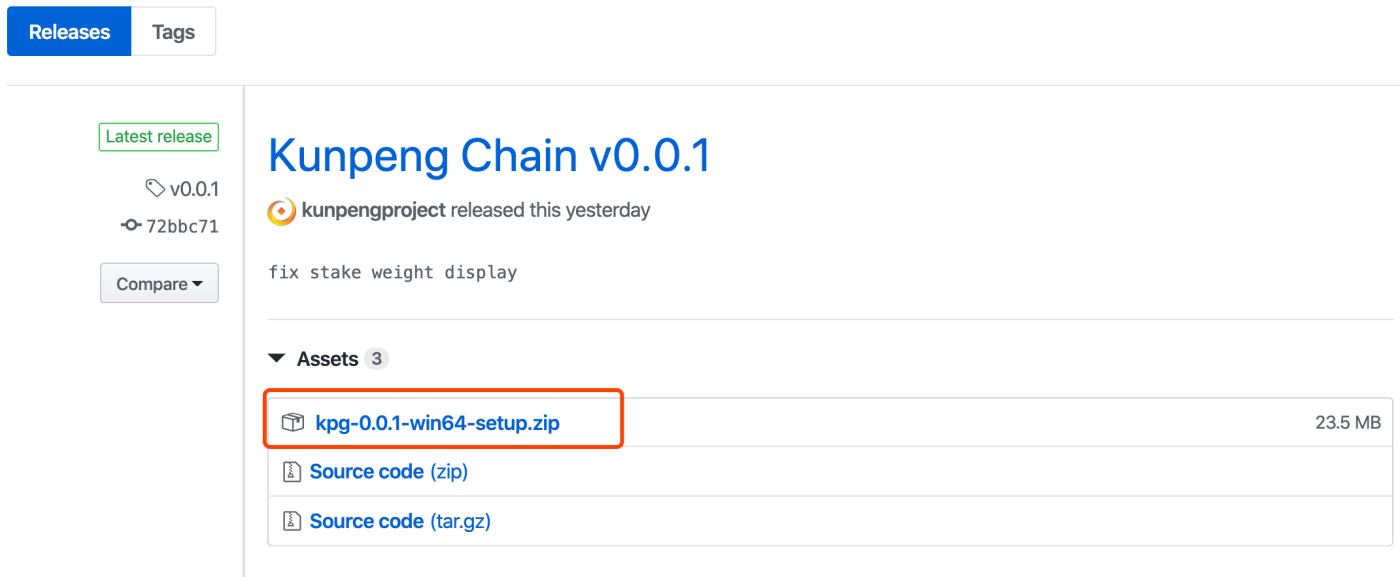 Releases Tags
Latest release
v0.0.1
72bbc71
Compare
Kunpeng Chain v0.0.1
kunpengproject released this yesterday
fix stake weight display
Assets 3
kpg-0.0.1-win64-setup.zip 23.5 MB
Source code (zip)
Source code (tar.gz)